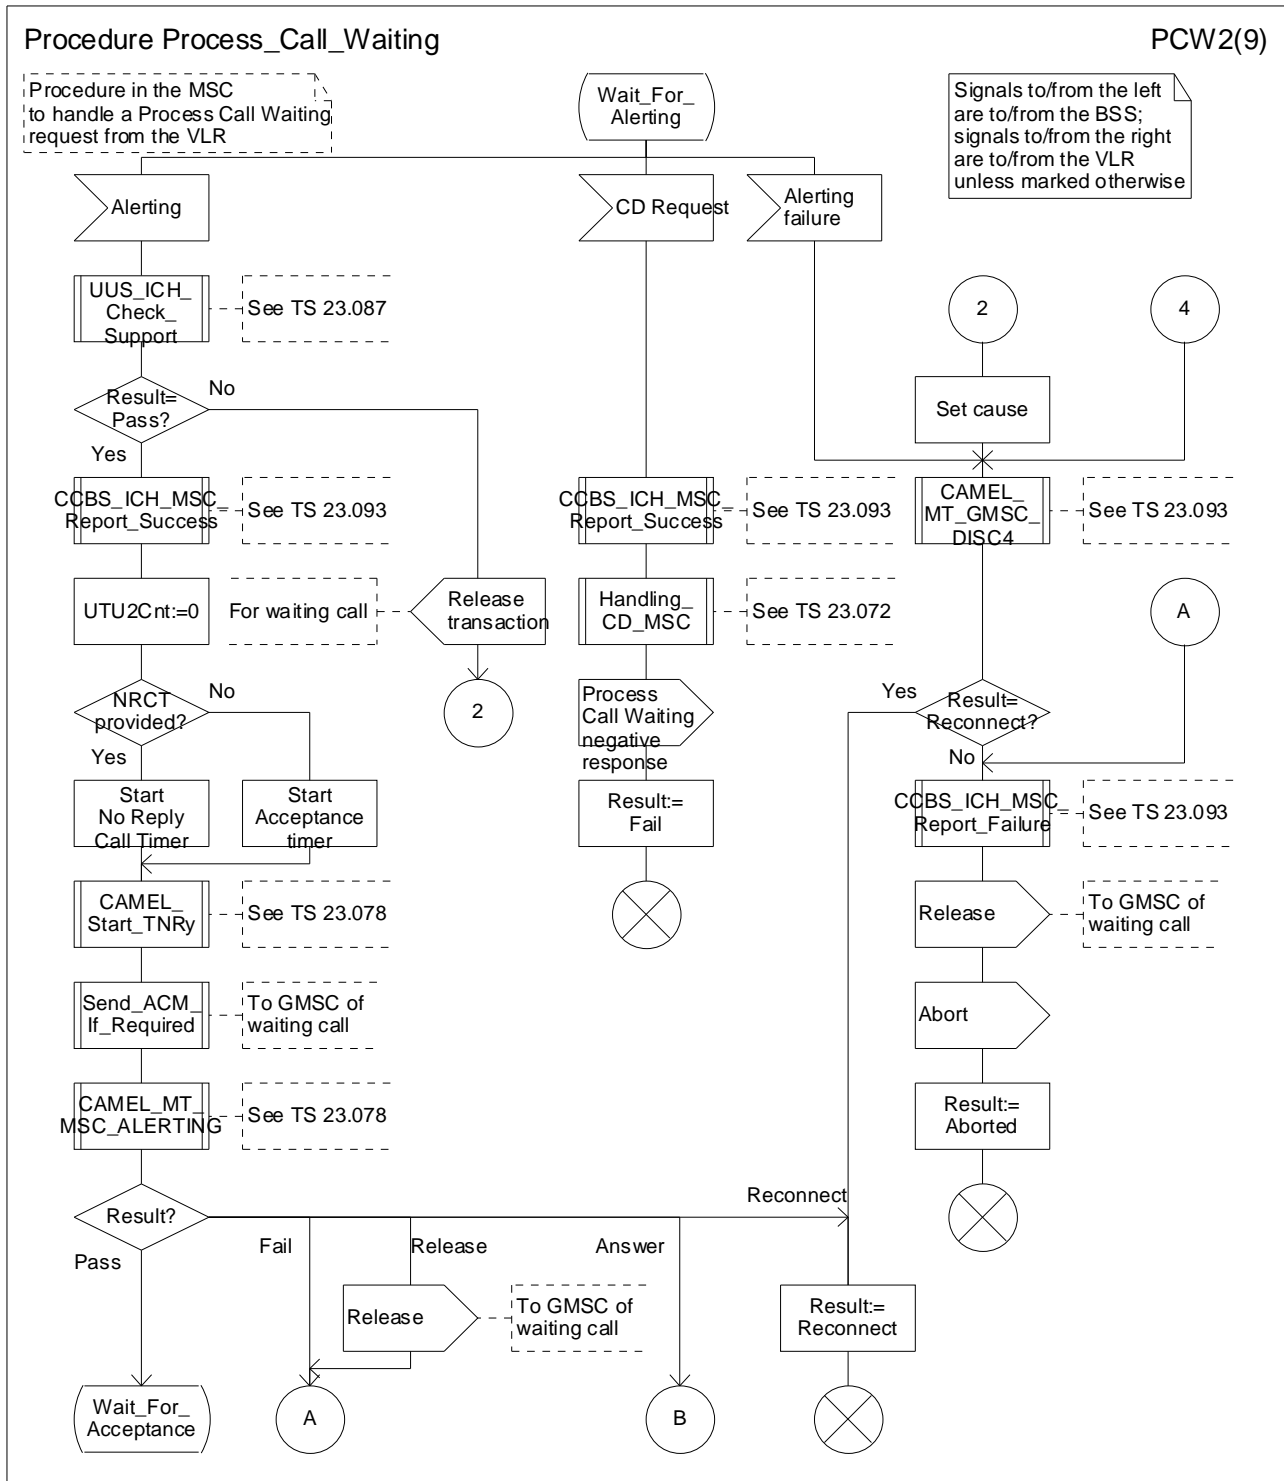 Procedure Process_Call_Waiting
PCW2(9)
Procedure in the MSC
to handle a Process Call Waiting
request from the VLR
Wait_For_
Alerting
Signals to/from the left
are to/from the BSS;
signals to/from the right
are to/from the VLR
unless marked otherwise
Alerting
CD Request
Alerting
failure
UUS_ICH_
Check_
Support
See TS 23.087
2
4
Result=
Pass?
No
Yes
Set cause
CCBS_ICH_MSC_
Report_Success
See TS 23.093
CCBS_ICH_MSC_
Report_Success
See TS 23.093
CAMEL_
MT_GMSC_
DISC4
See TS 23.093
UTU2Cnt:=0
For waiting call
Release
transaction
Handling_
CD_MSC
See TS 23.072
A
NRCT
provided?
No
Yes
2
Process
Call Waiting
negative
response
Yes
Result=
Reconnect?
No
Start
No Reply
Call Timer
Start
Acceptance
timer
Result:=
Fail
CCBS_ICH_MSC_
Report_Failure
See TS 23.093
CAMEL_
Start_TNRy
See TS 23.078
Release
To GMSC of
waiting call
Send_ACM_
If_Required
To GMSC of
waiting call
Abort
CAMEL_MT_
MSC_ALERTING
See TS 23.078
Result:=
Aborted
Result?
Reconnect
Pass
Fail
Release
Answer
Release
To GMSC of
waiting call
Result:=
Reconnect
Wait_For_
Acceptance
A
B